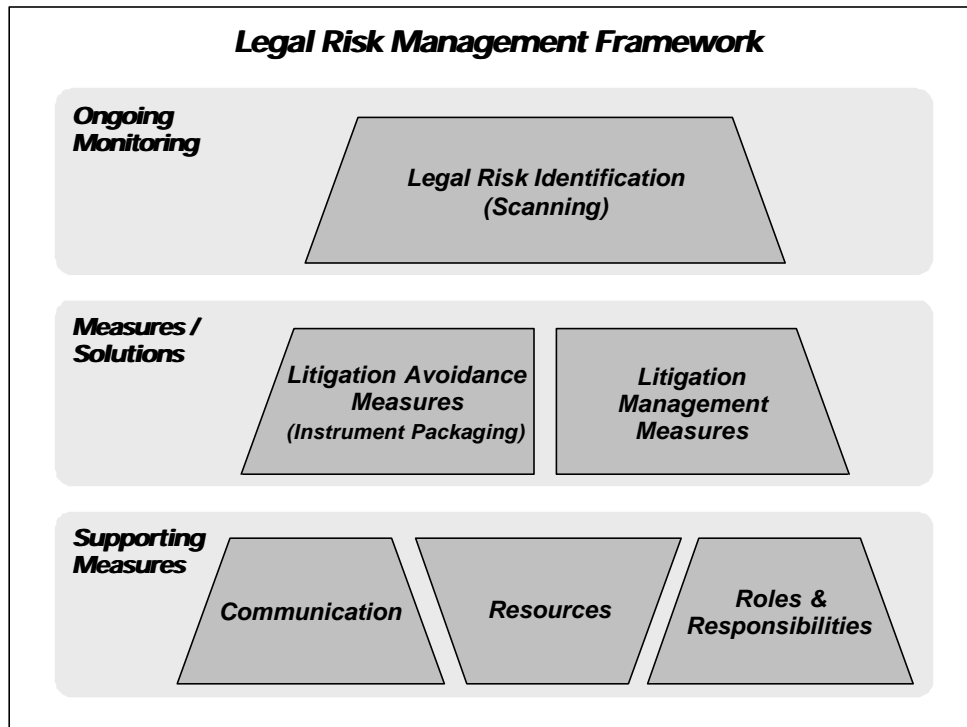 Legal Risk Management Framework
Ongoing
Monitoring
Legal Risk Identification
(Scanning)
Measures /
Solutions
Litigation Avoidance
Measures
(Instrument Packaging)
Litigation
Management
Measures
Supporting
Measures
Communication
Resources
Roles &
Responsibilities